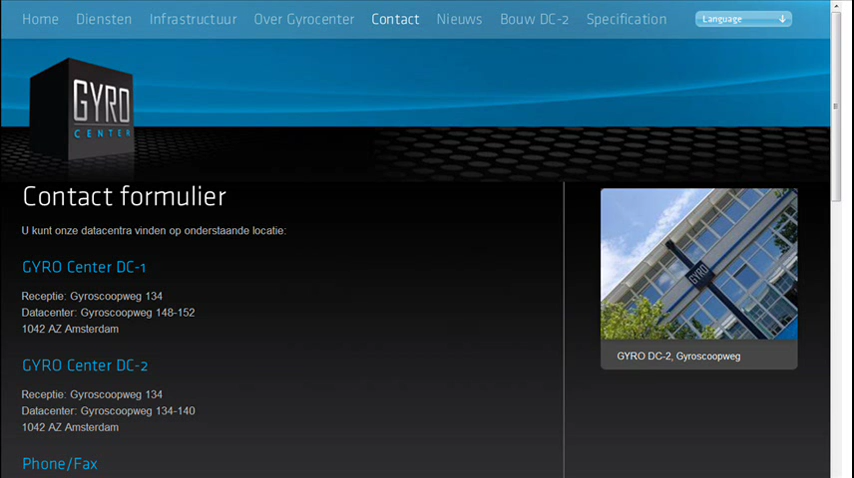 Home Diensten Infrastructuur Over Gyrocenter Contact Nieuws Bouw DC-2 Specification Language
GYRO
CENTER
Contact formulier
U kunt onze datacentra vinden op onderstaande locatie:
GYRO Center DC-1
Receptie: Gyroscoopweg 134
Datacenter: Gyroscoopweg 148-152
1042 AZ Amsterdam
GYRO Center DC-2
Receptie: Gyroscoopweg 134
Datacenter: Gyroscoopweg 134-140
1042 AZ Amsterdam
Phone/Fax
GYRO
GYRO DC-2, Gyroscoopweg